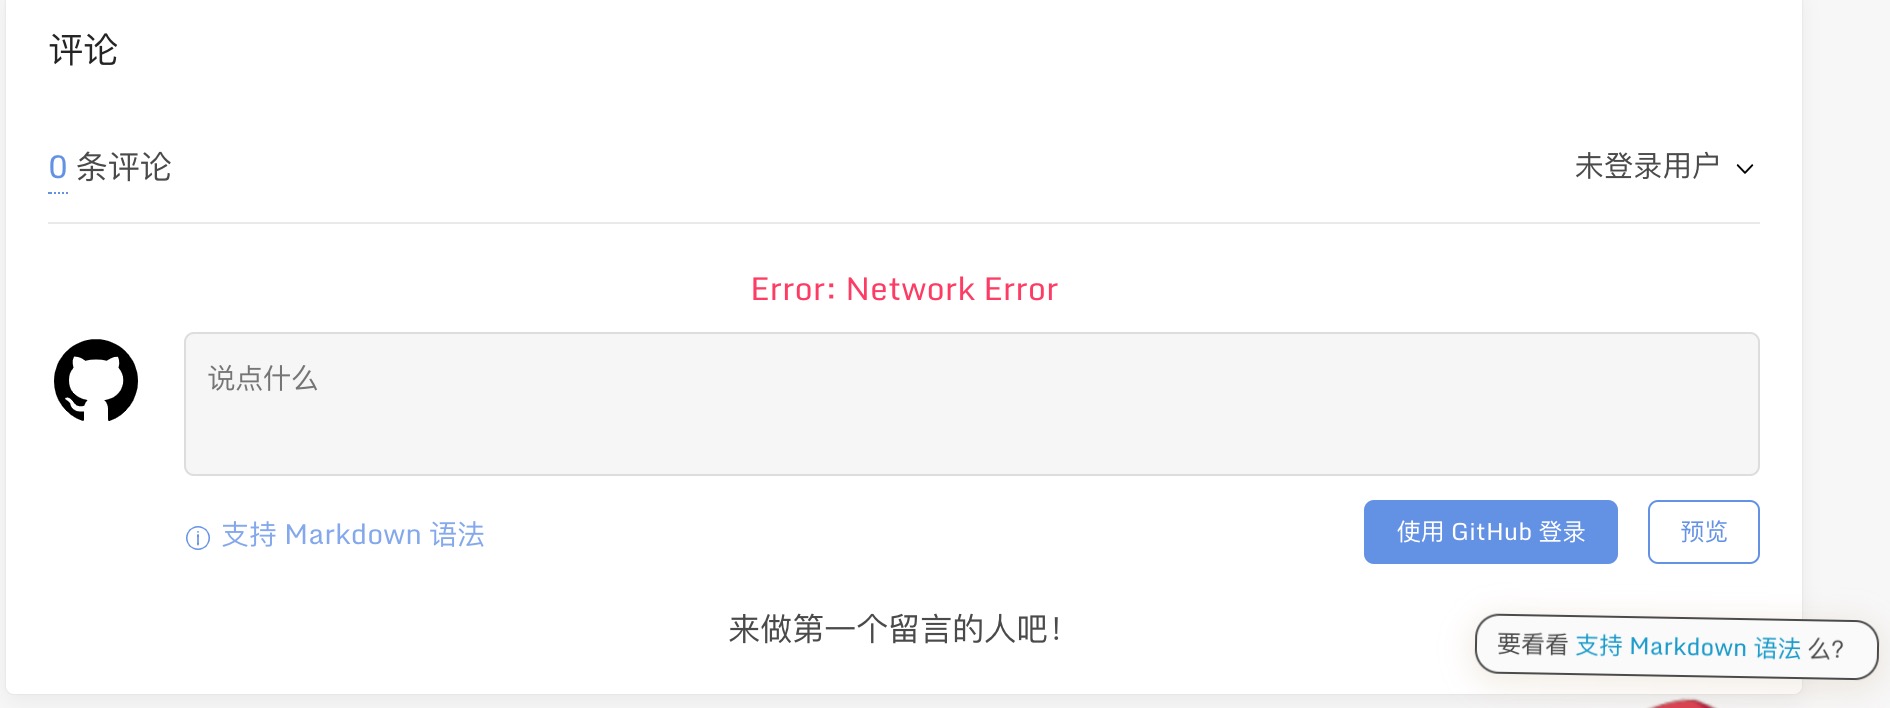 评论
0 条评论
未登录用户
Error: Network Error
说点什么
支持 Markdown 语法
使用 GitHub 登录
预览
来做第一个留言的人吧！
要看看 支持 Markdown 语法 么？